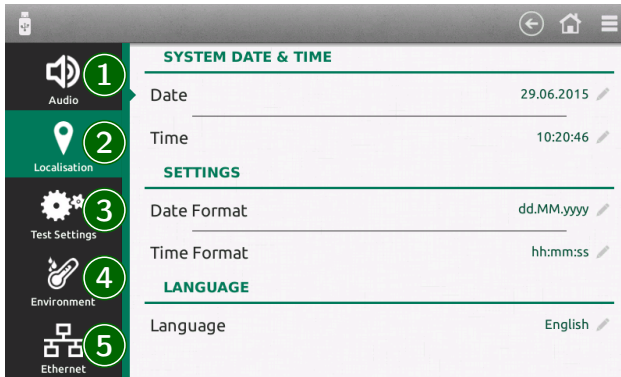 1
Audio
2
Localisation
3
Test Settings
4
Environment
5
Ethernet
SYSTEM DATE & TIME
Date 29.06.2015
Time 10:20:46
SETTINGS
Date Format dd.MM.yyyy
Time Format hh:mm:ss
LANGUAGE
Language English